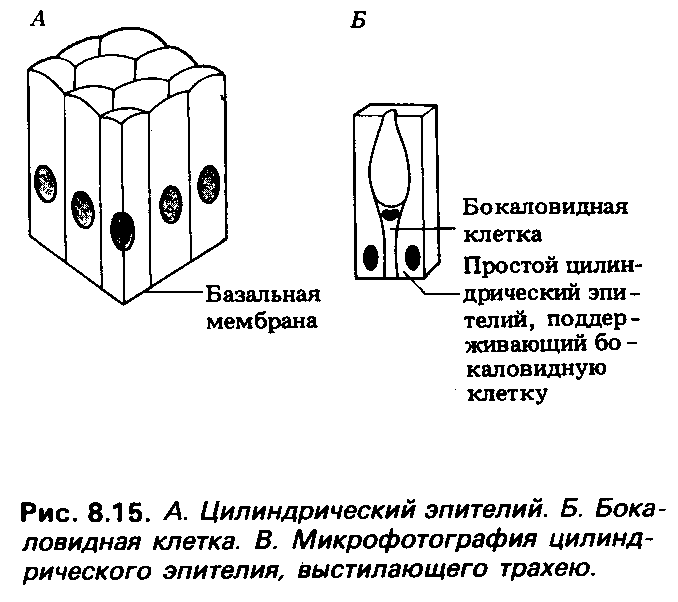 А
Б
Базальная
мембрана
Бокаловидная
клетка
Простой цилин-
дрический эпи-
телий, поддер-
живающий бо-
каловидную
клетку
Рис. 8.15. А. Цилиндрический эпителий. Б. Бока-
ловидная клетка. В. Микрофотография цилинд-
рического эпителия, выстилающего трахею.